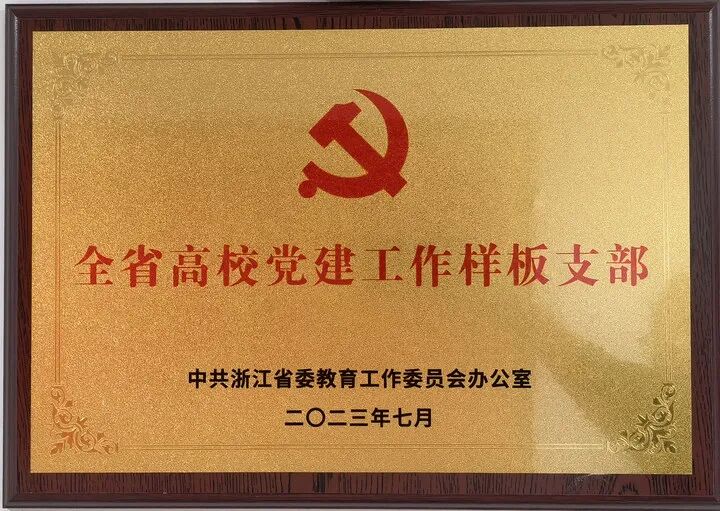 全省高校党建工作样板支部
中共浙江省委教育工作委员会办公室
二〇二三年七月